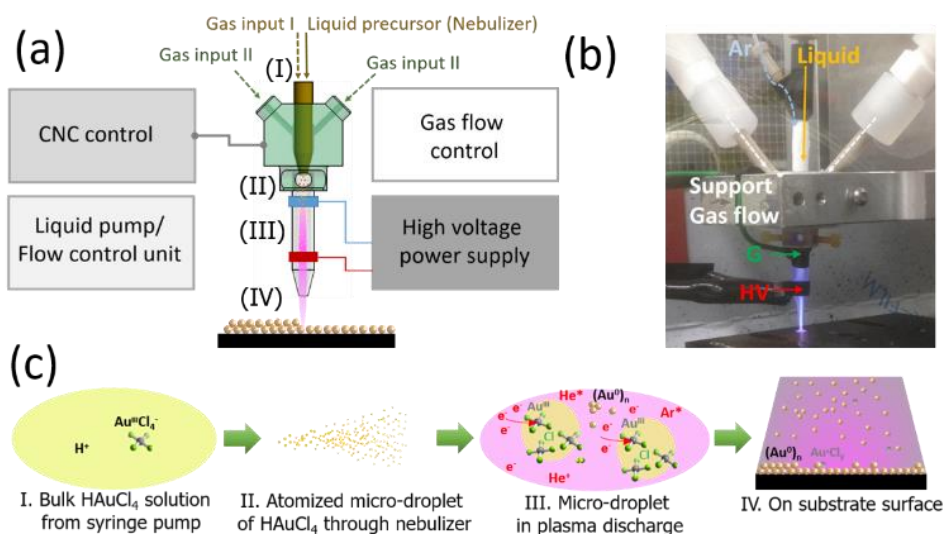 (a)
Gas input I
Liquid precursor (Nebulizer)
Gas input II
(I)
Gas input II
CNC control
Gas flow
control
(II)
Liquid pump/
Flow control unit
(III)
High voltage
power supply
(IV)
(b)
Ar
Liquid
Support
Gas flow
G
HV
(c)
AuᴵᴵᴵCl₄⁻
H⁺
I. Bulk HAuCl₄ solution
from syringe pump
II. Atomized micro-droplet
of HAuCl₄ through nebulizer
He*
(Au⁰)ₙ
e⁻
Auᴵᴵᴵ
e⁻
e⁻
e⁻
Auᴵᴵᴵ
Ar*
e⁻
e⁻
Cl
Cl
e⁻
He⁺
e⁻
III. Micro-droplet
in plasma discharge
(Au⁰)ₙ
IV. On substrate surface